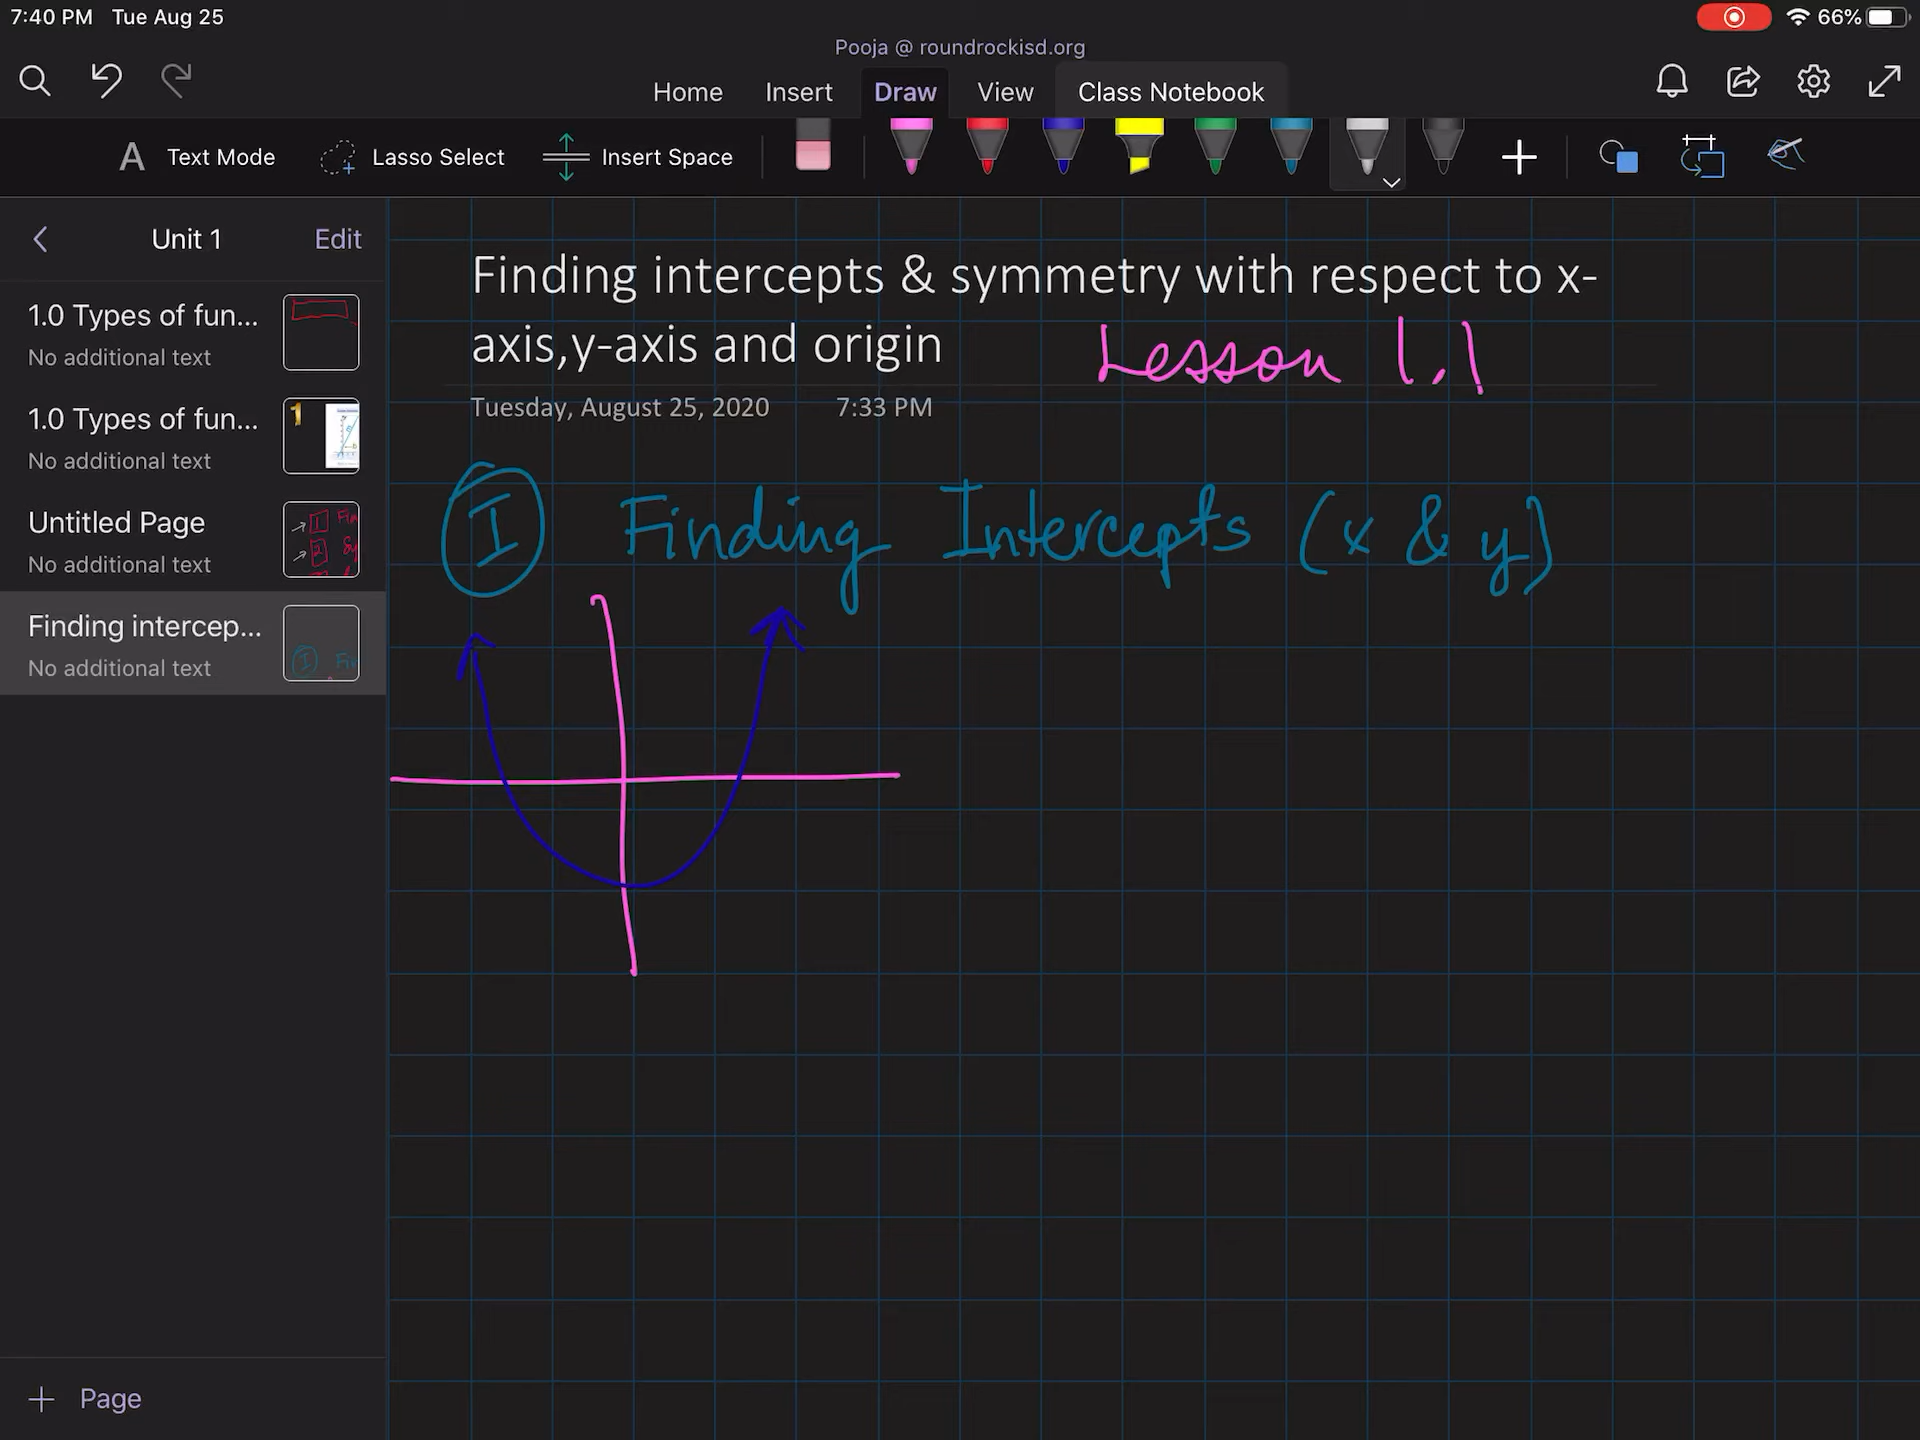 7:40 PM Tue Aug 25
66%
Pooja @ roundrockisd.org
Home Insert Draw View Class Notebook
Text Mode Lasso Select Insert Space
Unit 1 Edit
1.0 Types of fun...
No additional text
1.0 Types of fun...
No additional text
Untitled Page
No additional text
Finding intercep...
No additional text
Page
Finding intercepts & symmetry with respect to x-
axis,y-axis and origin
Lesson 1.1
Tuesday, August 25, 2020 7:33 PM
I Finding Intercepts (x & y)